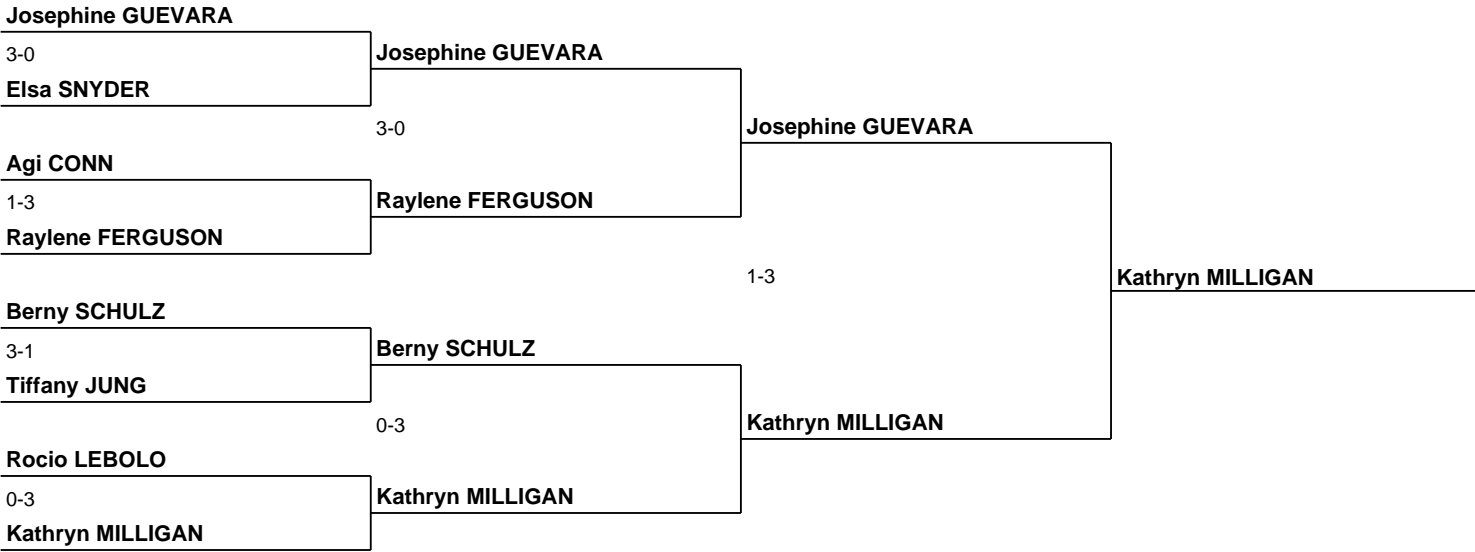 Josephine GUEVARA
3-0
Josephine GUEVARA
Elsa SNYDER
3-0
Josephine GUEVARA
Agi CONN
1-3
Raylene FERGUSON
Raylene FERGUSON
1-3
Kathryn MILLIGAN
Berny SCHULZ
3-1
Berny SCHULZ
Tiffany JUNG
0-3
Kathryn MILLIGAN
Rocio LEBOLO
0-3
Kathryn MILLIGAN
Kathryn MILLIGAN